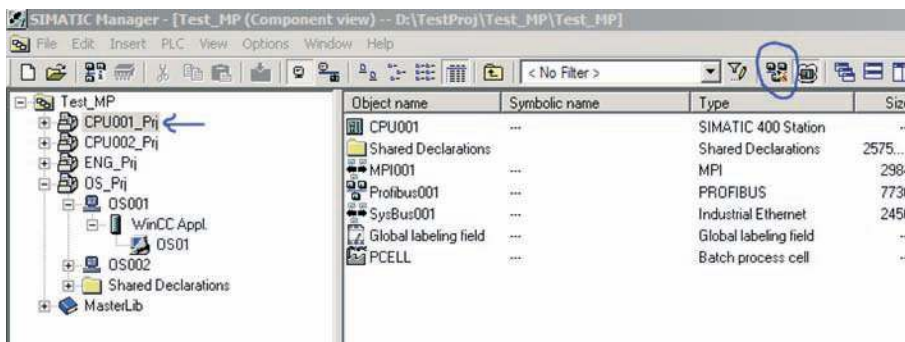 SIMATIC Manager - [Test_MP (Component view) -- D:\TestProj\Test_MP\Test_MP]
File Edit Insert PLC View Options Window Help
< No Filter >
Test_MP
CPU001_Prj
CPU002_Prj
ENG_Prj
OS_Prj
OS001
WinCC Appl.
OS01
OS002
Shared Declarations
MasterLib
Object name Symbolic name Type Siz
CPU001 --- SIMATIC 400 Station --
Shared Declarations Shared Declarations 2575...
MPI001 --- MPI 298
Profibus001 --- PROFIBUS 773
SysBus001 --- Industrial Ethernet 245
Global labeling field --- Global labeling field --
PCELL --- Batch process cell --